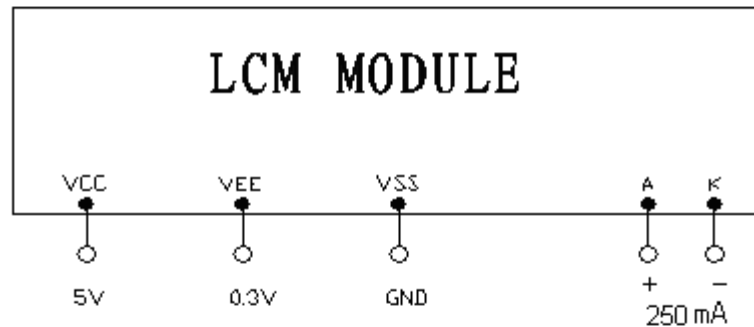 LCM MODULE
VCC VEE VSS A K
5V 0.3V GND + −
250 mA